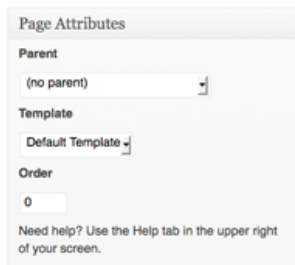 Page Attributes
Parent
(no parent)
Template
Default Template
Order
0
Need help? Use the Help tab in the upper right
of your screen.